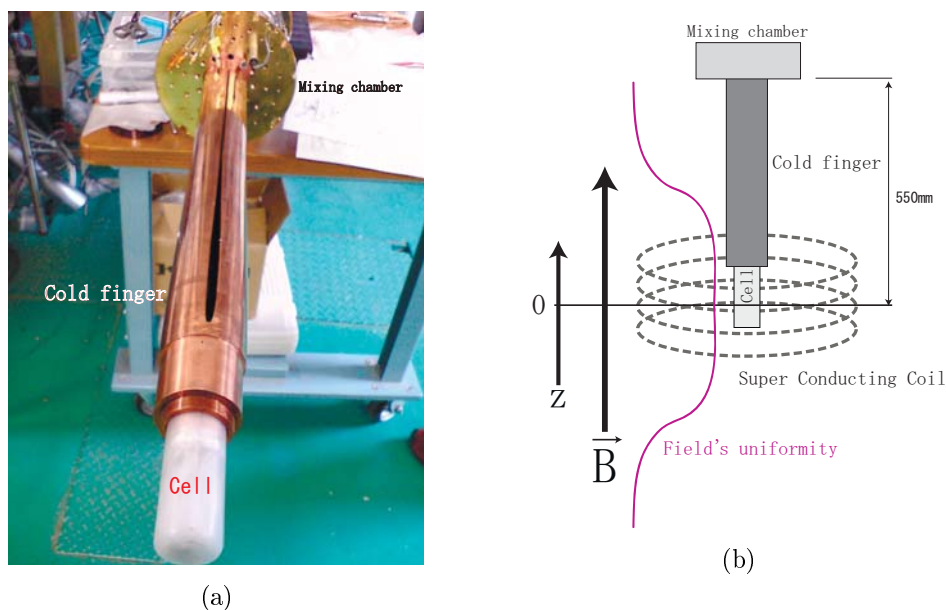 Mixing chamber
Cold finger
Cell
(a)
Mixing chamber
Cold finger
550mm
Cell
0
Super Conducting Coil
z
B
Field's uniformity
(b)